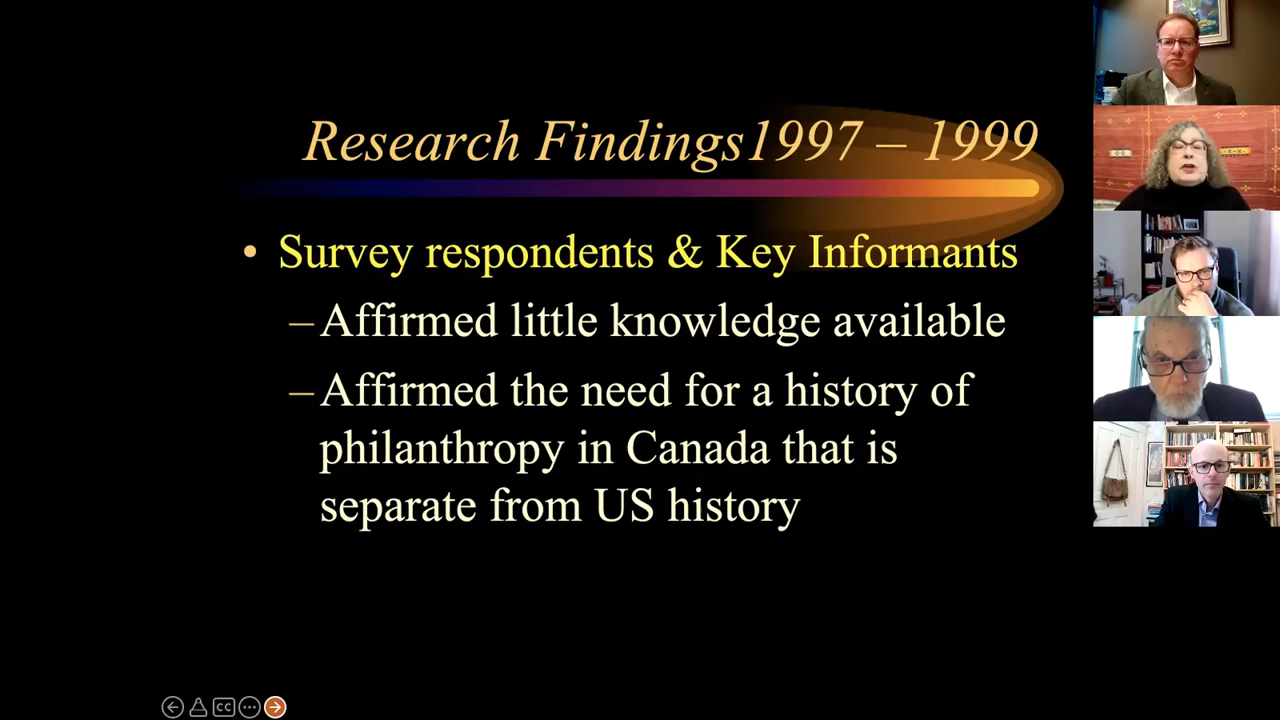 Research Findings1997 – 1999
• Survey respondents & Key Informants
–Affirmed little knowledge available
–Affirmed the need for a history of
philanthropy in Canada that is
separate from US history
CC